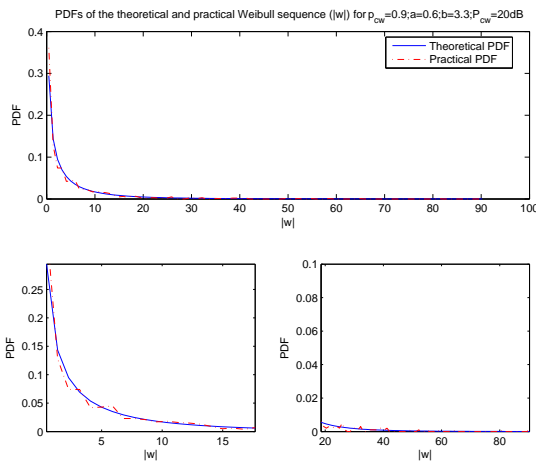 PDFs of the theoretical and practical Weibull sequence (|w|) for p_cw=0.9;a=0.6;b=3.3;P_cw=20dB
Theoretical PDF
Practical PDF
PDF
0.4
0.3
0.2
0.1
0
0 10 20 30 40 50 60 70 80 90 100
|w|
PDF
0.25
0.2
0.15
0.1
0.05
0
5 10 15
|w|
PDF
0.1
0.08
0.06
0.04
0.02
0
20 40 60 80
|w|